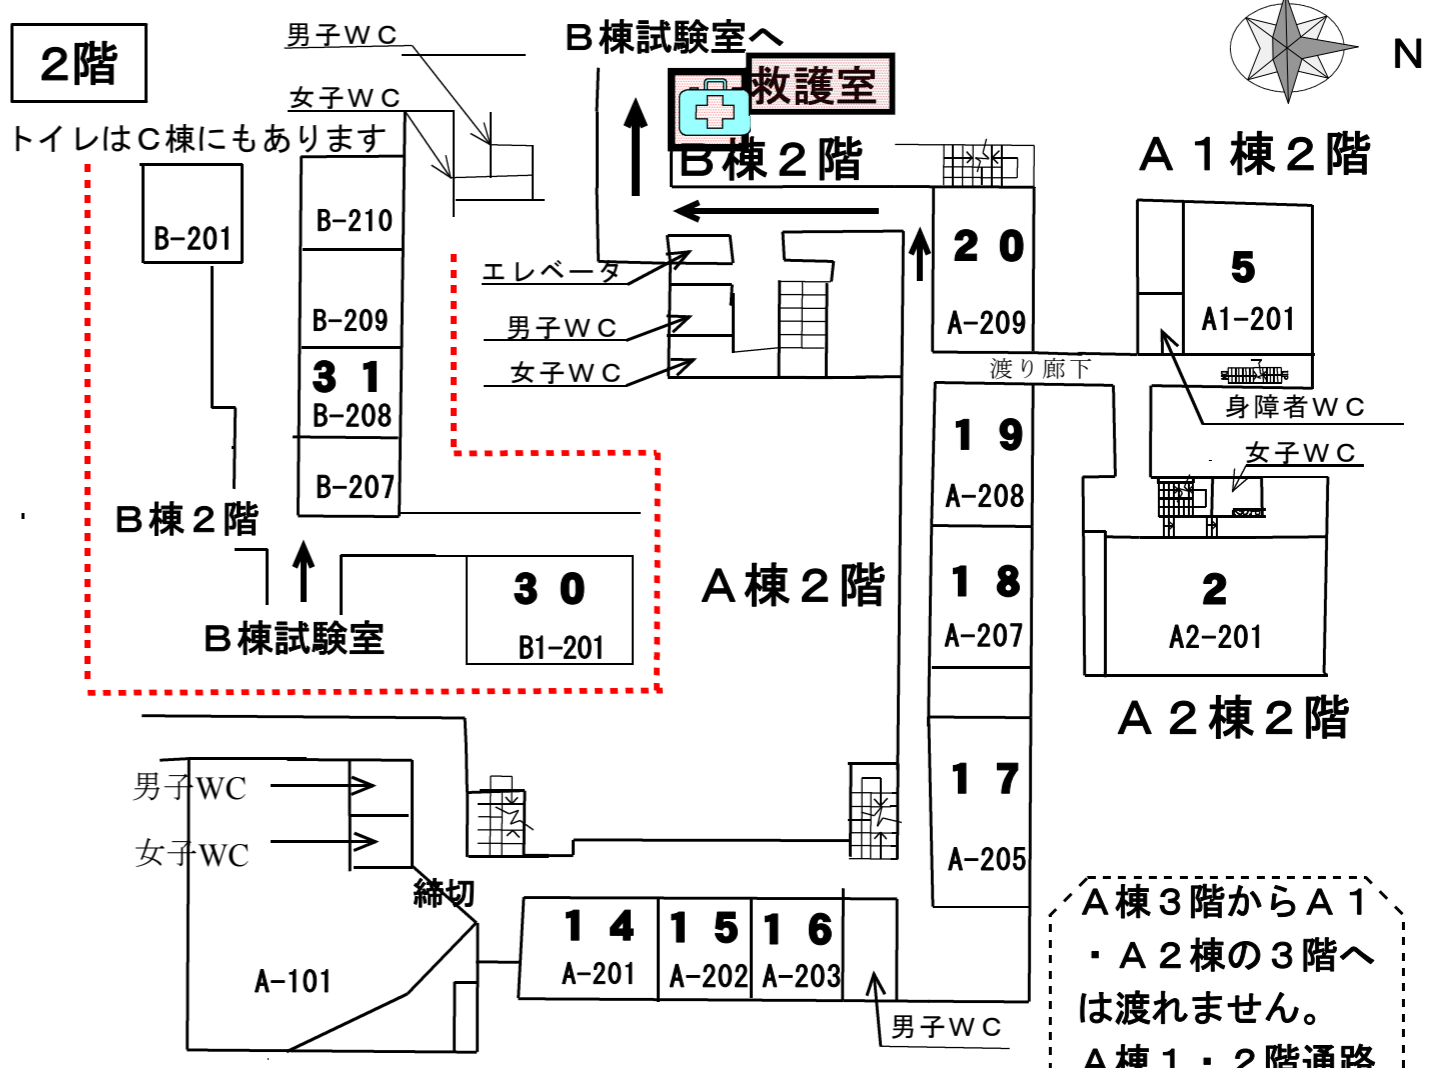 2階
トイレはC棟にもあります
男子WC
女子WC
B棟試験室へ
救護室
B棟2階
N
A1棟2階
B-201
B-210
B-209
31
B-208
B-207
エレベータ
男子WC
女子WC
20
A-209
5
A1-201
渡り廊下
身障者WC
女子WC
19
A-208
18
A-207
2
A2-201
A2棟2階
B棟2階
B棟試験室
30
B1-201
A棟2階
17
A-205
男子WC
女子WC
締切
A-101
14
A-201
15
A-202
16
A-203
男子WC
A棟3階からA1
・A2棟の3階へ
は渡れません。
A棟1・2階通路